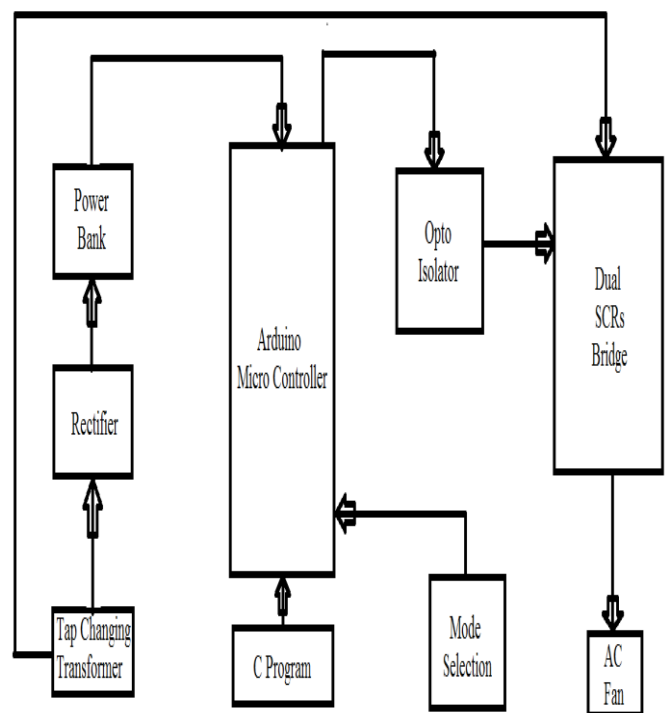 Power
Bank
Opto
Isolator
Dual
SCRs
Bridge
Arduino
Micro Controller
Rectifier
Tap Changing
Transformer
C Program
Mode
Selection
AC
Fan